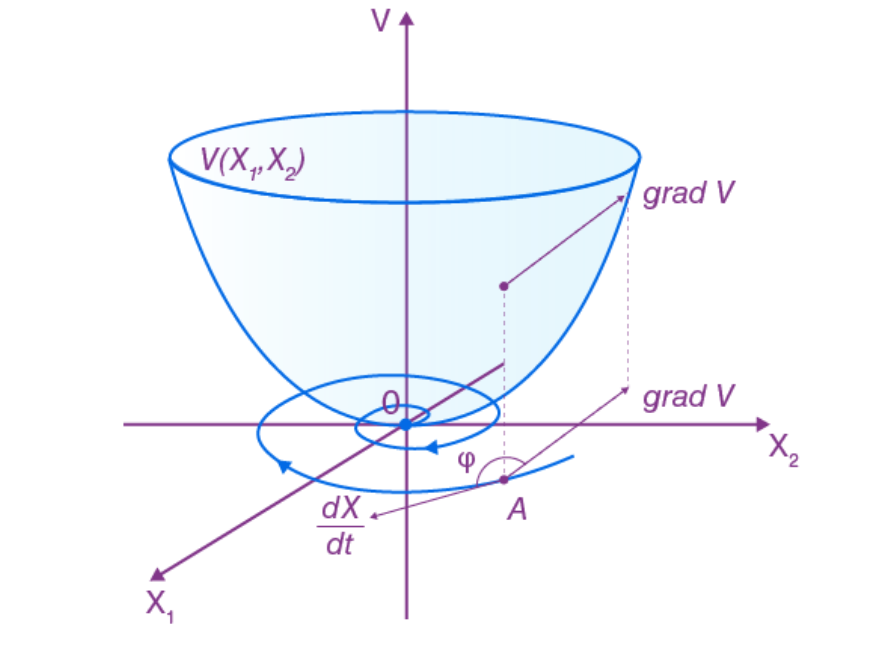 V
V(X₁,X₂)
grad V
0
grad V
X₂
φ
A
dX
dt
X₁